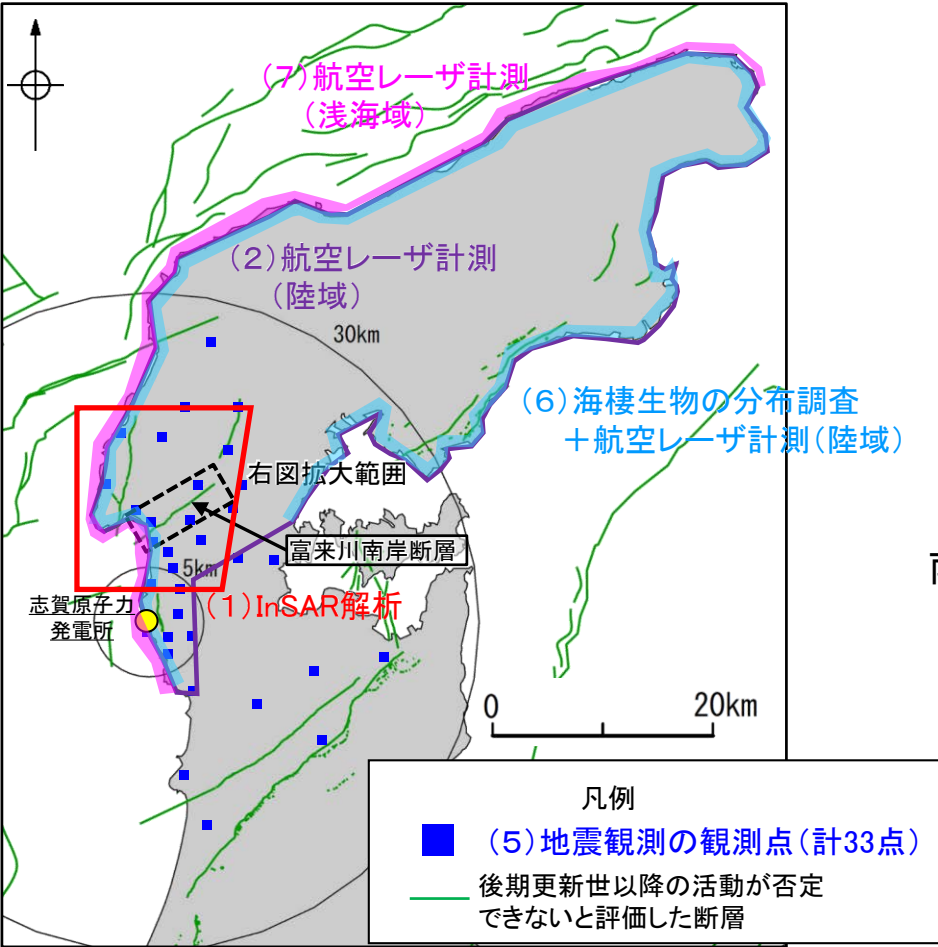 (7)航空レーザ計測
(浅海域)
(2)航空レーザ計測
(陸域)
30km
(6)海棲生物の分布調査
+航空レーザ計測(陸域)
右図拡大範囲
富来川南岸断層
5km
(1)InSAR解析
志賀原子力
発電所
0
20km
凡例
(5)地震観測の観測点(計33点)
後期更新世以降の活動が否定
できないと評価した断層